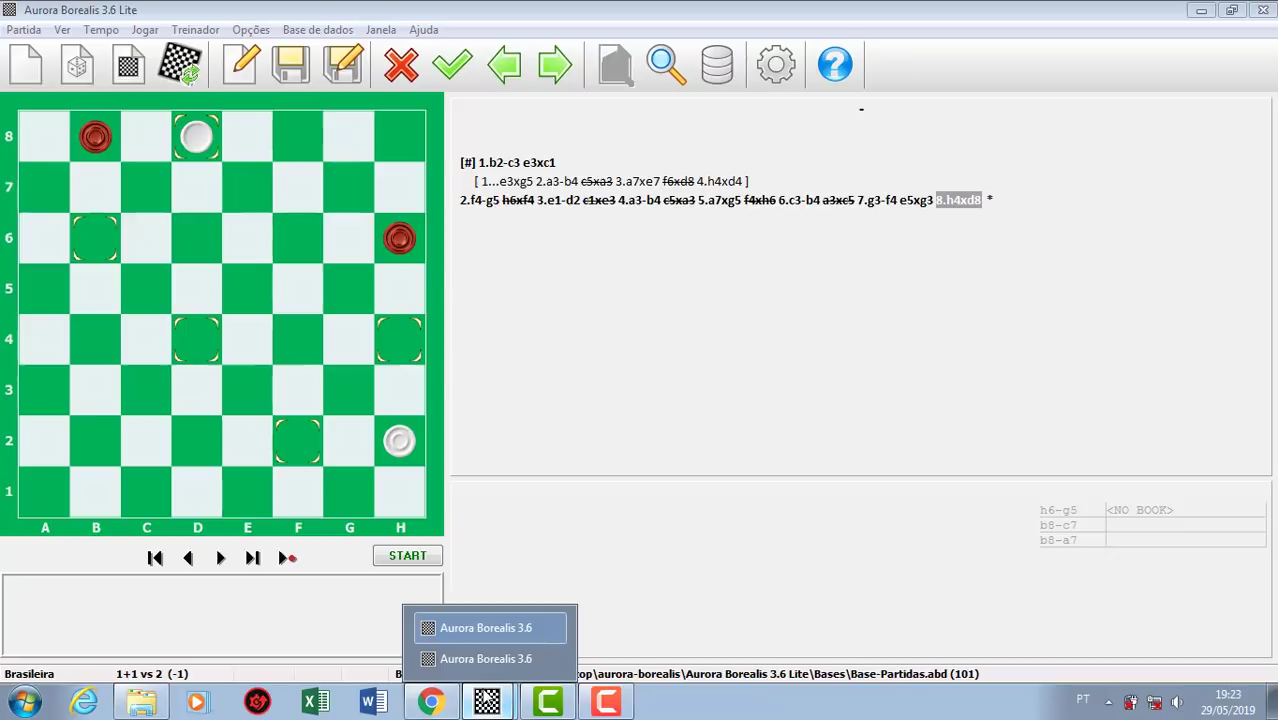 Aurora Borealis 3.6 Lite
Partida Ver Tempo Jogar Treinador Opções Base de dados Janela Ajuda
-
[#] 1.b2-c3 e3xc1
[ 1...e3xg5 2.a3-b4 c5xa3 3.a7xe7 f6xd8 4.h4xd4 ]
2.f4-g5 h6xf4 3.e1-d2 c1xe3 4.a3-b4 c5xa3 5.a7xg5 f4xh6 6.c3-b4 a3xc5 7.g3-f4 e5xg3 8.h4xd8 *
8
7
6
5
4
3
2
1
A B C D E F G H
START
h6-g5 <NO BOOK>
b8-c7
b8-a7
Aurora Borealis 3.6
Aurora Borealis 3.6
Brasileira 1+1 vs 2 (-1) top\aurora-borealis\Aurora Borealis 3.6 Lite\Bases\Base-Partidas.abd (101)
PT
19:23
29/05/2019